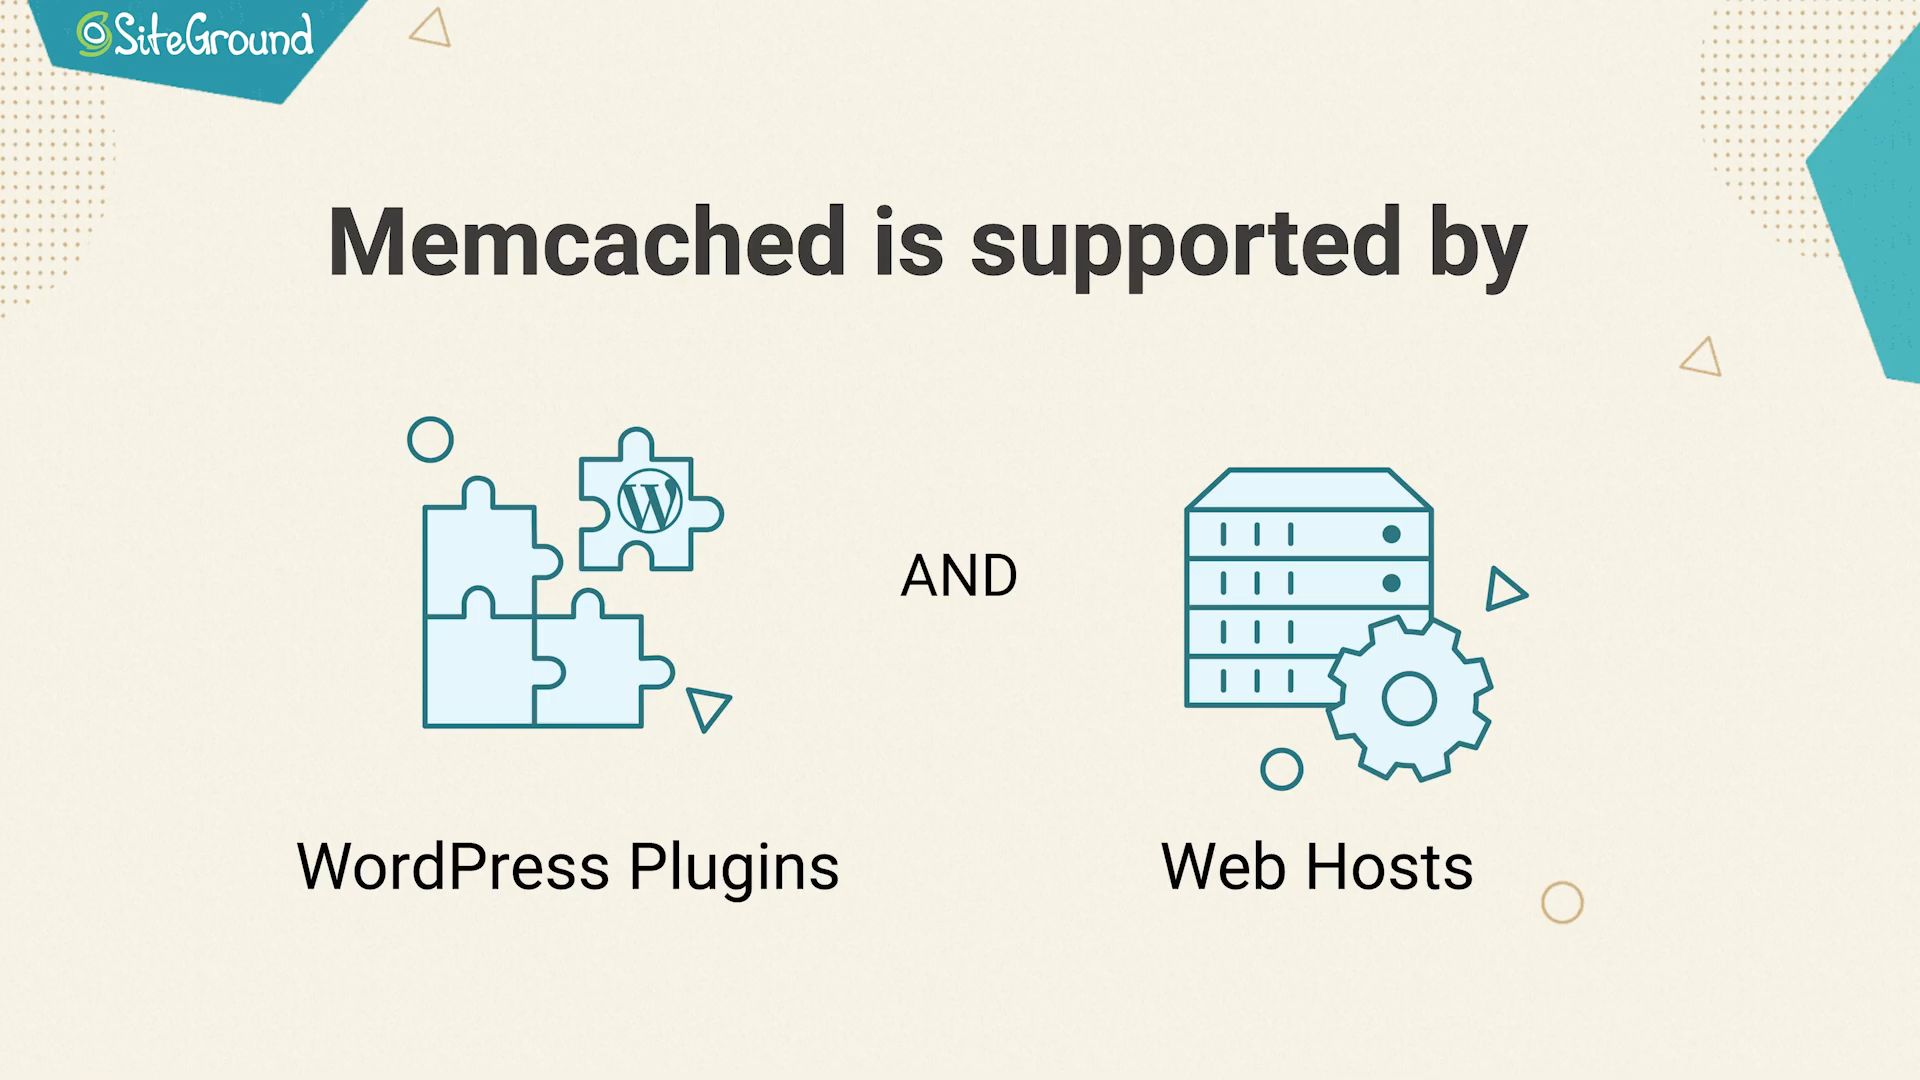 SiteGround
Memcached is supported by
W
AND
WordPress Plugins
Web Hosts